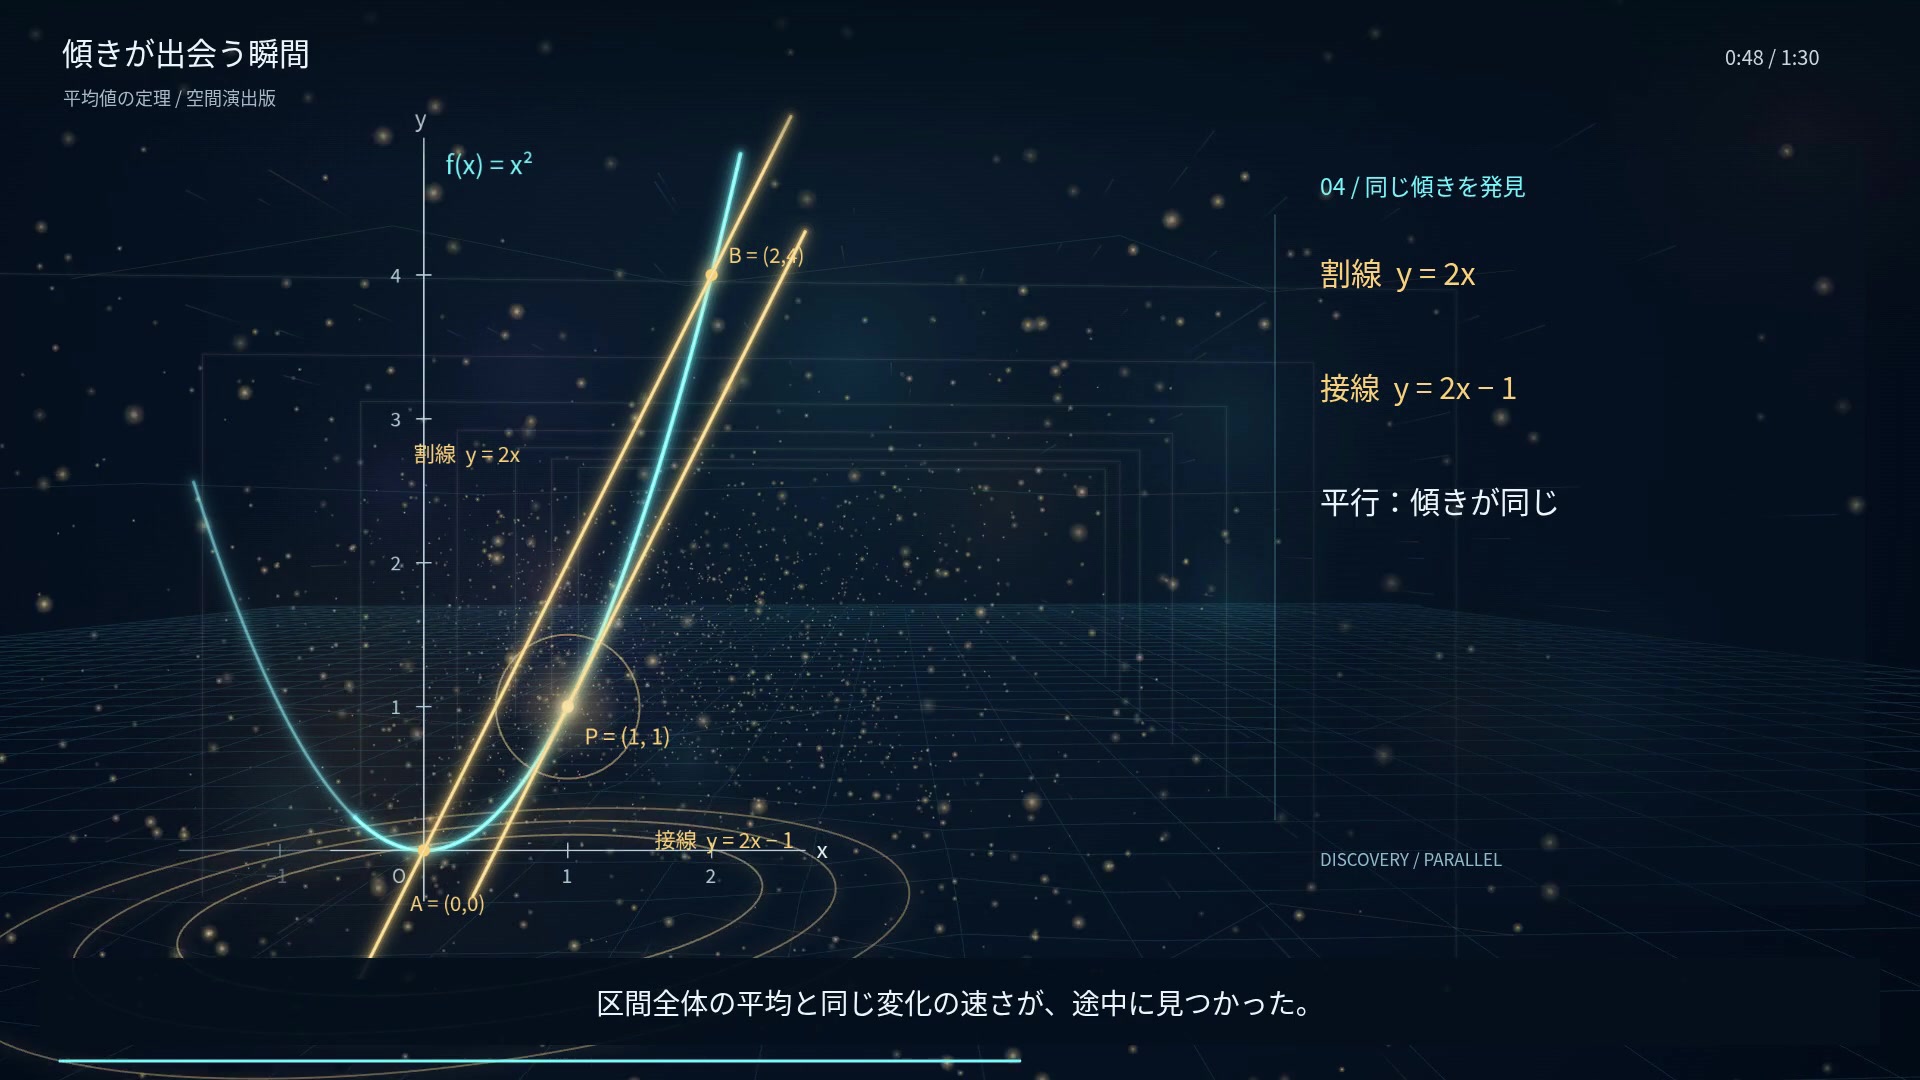 傾きが出会う瞬間
平均値の定理 / 空間演出版
0:48 / 1:30
y
f(x) = x²
B = (2,4)
4
3
割線 y = 2x
2
1
P = (1, 1)
接線 y = 2x − 1
x
−1
O
1
2
A = (0,0)
04 / 同じ傾きを発見
割線 y = 2x
接線 y = 2x − 1
平行：傾きが同じ
DISCOVERY / PARALLEL
区間全体の平均と同じ変化の速さが、途中に見つかった。